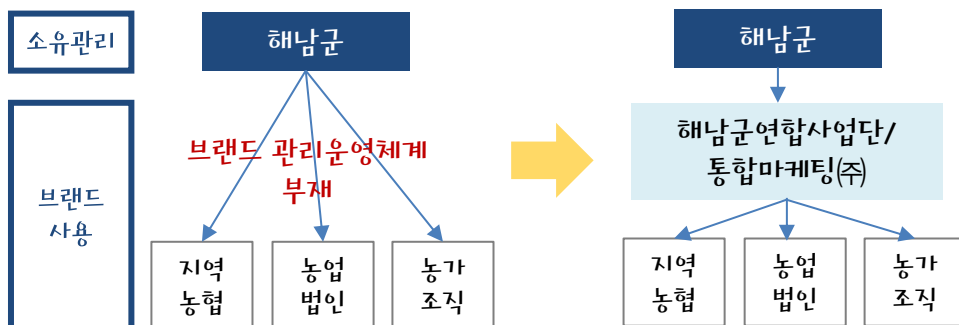 소유관리
해남군
해남군
브랜드 관리운영체계
부재
해남군연합사업단/
통합마케팅㈜
브랜드
사용
지역
농협
농업
법인
농가
조직
지역
농협
농업
법인
농가
조직